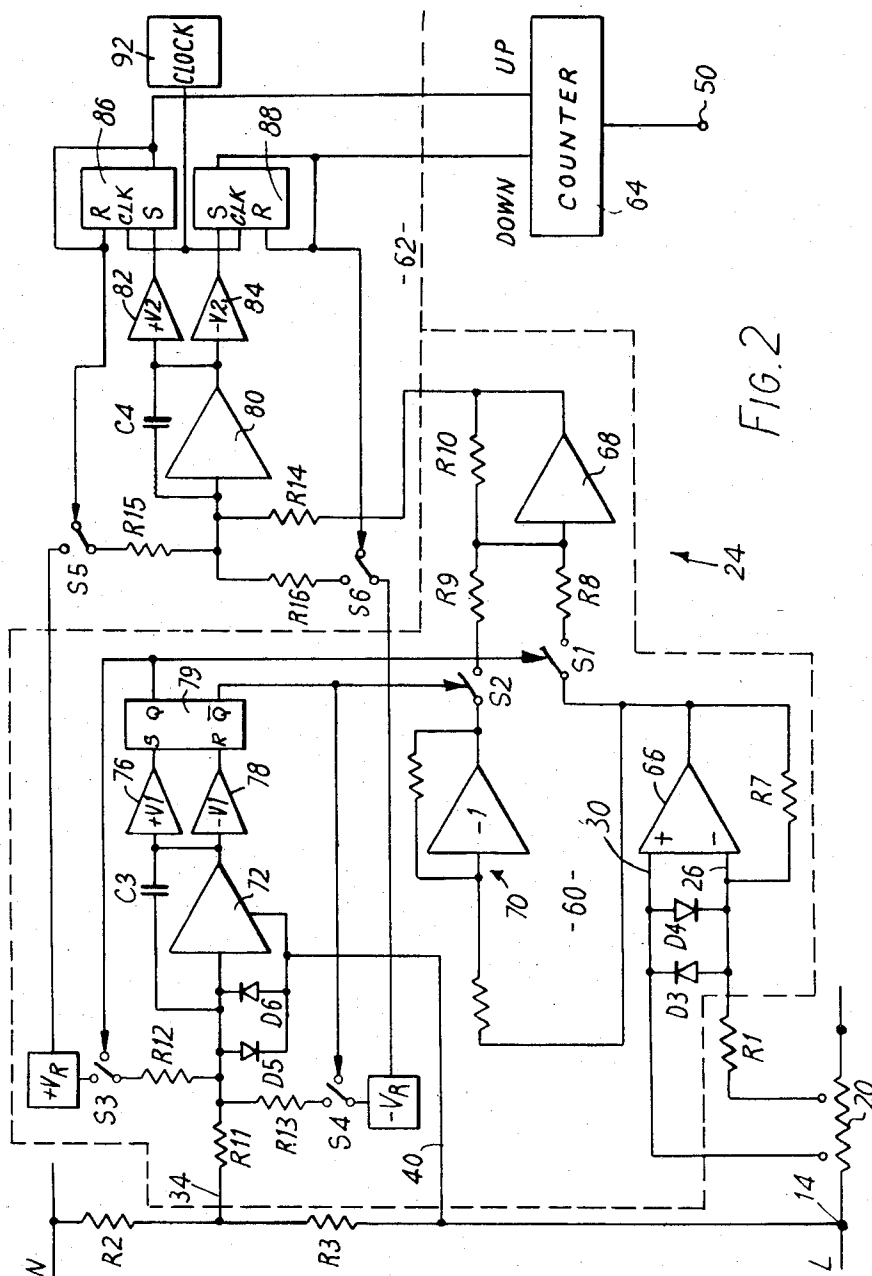 92
CLOCK
86
R
CLK
S
88
S
CLK
R
UP
DOWN
COUNTER
64
50
-62-
82
+V2
-V2
84
C4
80
S5
R15
R14
R16
S6
R10
68
R9
R8
24
FIG. 2
79
S
Q
R
Q̅
76
+V1
-V1
78
C3
72
S2
S1
-1
70
-60-
66
30
+
-
26
R7
D4
D3
R1
+VR
S3
R12
D6
D5
R13
S4
-VR
R11
34
40
R2
R3
N
L
14
20